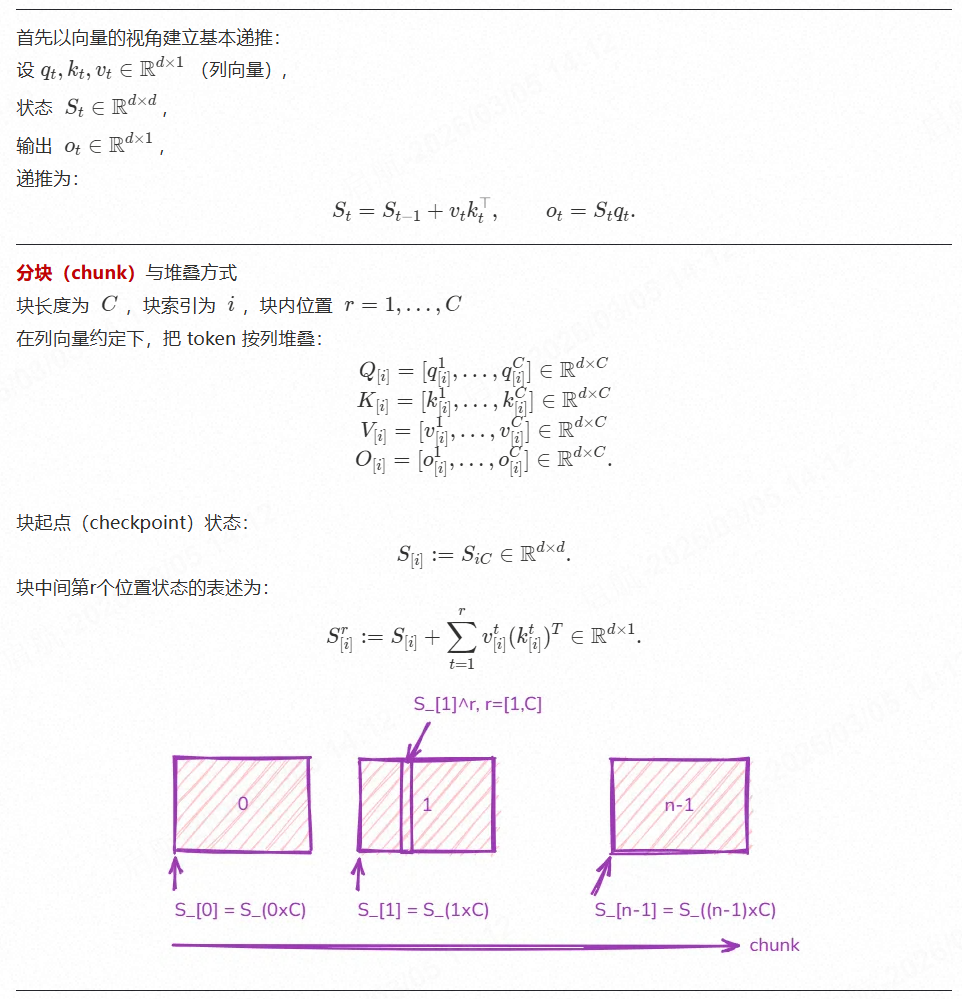 首先以向量的视角建立基本递推：
设 $q_t, k_t, v_t \in \mathbb{R}^{d \times 1}$ （列向量）,
状态 $S_t \in \mathbb{R}^{d \times d}$ ,
输出 $o_t \in \mathbb{R}^{d \times 1}$ ,
递推为：
$S_t = S_{t-1} + v_t k_t^\top, \qquad o_t = S_t q_t.$
分块（chunk）与堆叠方式
块长度为 $C$ ，块索引为 $i$ ，块内位置 $r = 1, \ldots, C$
在列向量约定下，把 token 按列堆叠：
$Q_{[i]} = [q_{[i]}^1, \ldots, q_{[i]}^C] \in \mathbb{R}^{d \times C}$
$K_{[i]} = [k_{[i]}^1, \ldots, k_{[i]}^C] \in \mathbb{R}^{d \times C}$
$V_{[i]} = [v_{[i]}^1, \ldots, v_{[i]}^C] \in \mathbb{R}^{d \times C}$
$O_{[i]} = [o_{[i]}^1, \ldots, o_{[i]}^C] \in \mathbb{R}^{d \times C}.$
块起点（checkpoint）状态：
$S_{[i]} := S_{iC} \in \mathbb{R}^{d \times d}.$
块中间第r个位置状态的表述为：
$S_{[i]}^r := S_{[i]} + \sum_{t=1}^{r} v_{[i]}^t (k_{[i]}^t)^T \in \mathbb{R}^{d \times 1}.$
S_[1]^r, r=[1,C]
0
1
n-1
S_[0] = S_(0xC)
S_[1] = S_(1xC)
S_[n-1] = S_((n-1)xC)
chunk